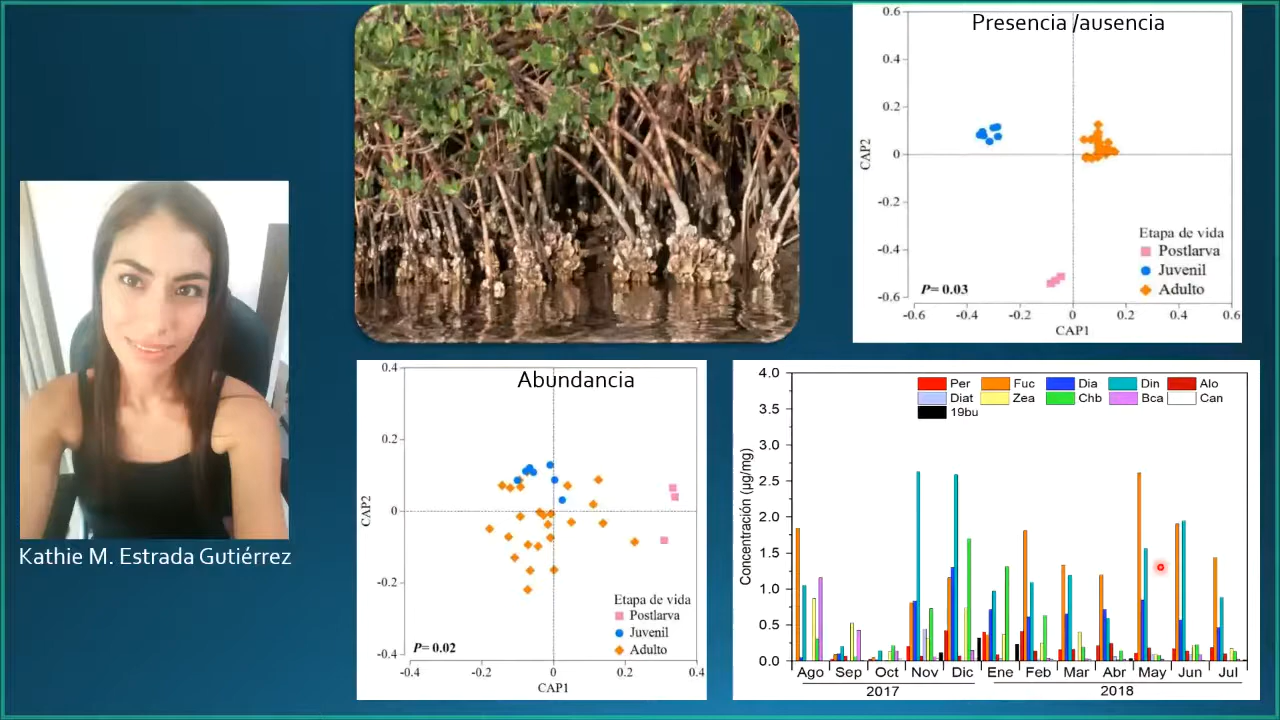 Kathie M. Estrada Gutiérrez
Presencia /ausencia
0.6
0.4
0.2
0
-0.2
-0.4
-0.6
CAP2
Etapa de vida
Postlarva
Juvenil
Adulto
P= 0.03
-0.6 -0.4 -0.2 0 0.2 0.4 0.6
CAP1
Abundancia
0.4
0.2
0
-0.2
-0.4
CAP2
Etapa de vida
Postlarva
Juvenil
Adulto
P= 0.02
-0.4 -0.2 0 0.2 0.4
CAP1
4.0
3.5
3.0
2.5
2.0
1.5
1.0
0.5
0.0
Concentración (µg/mg)
Per Fuc Dia Din Alo
Diat Zea Chb Bca Can
19bu
Ago Sep Oct Nov Dic Ene Feb Mar Abr May Jun Jul
2017 2018